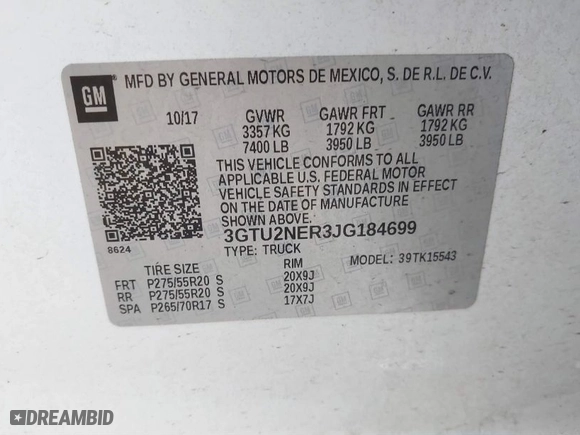 GM
MFD BY GENERAL MOTORS DE MEXICO, S. DE R.L. DE C.V.
10/17 GVWR GAWR FRT GAWR RR
3357 KG 1792 KG 1792 KG
7400 LB 3950 LB 3950 LB
THIS VEHICLE CONFORMS TO ALL
APPLICABLE U.S. FEDERAL MOTOR
VEHICLE SAFETY STANDARDS IN EFFECT
ON THE DATE OF MANUFACTURE
SHOWN ABOVE.
8624
3GTU2NER3JG184699
TYPE: TRUCK
TIRE SIZE RIM MODEL: 39TK15543
FRT P275/55R20 S 20X9J
RR P275/55R20 S 20X9J
SPA P265/70R17 S 17X7J
DREAMBID